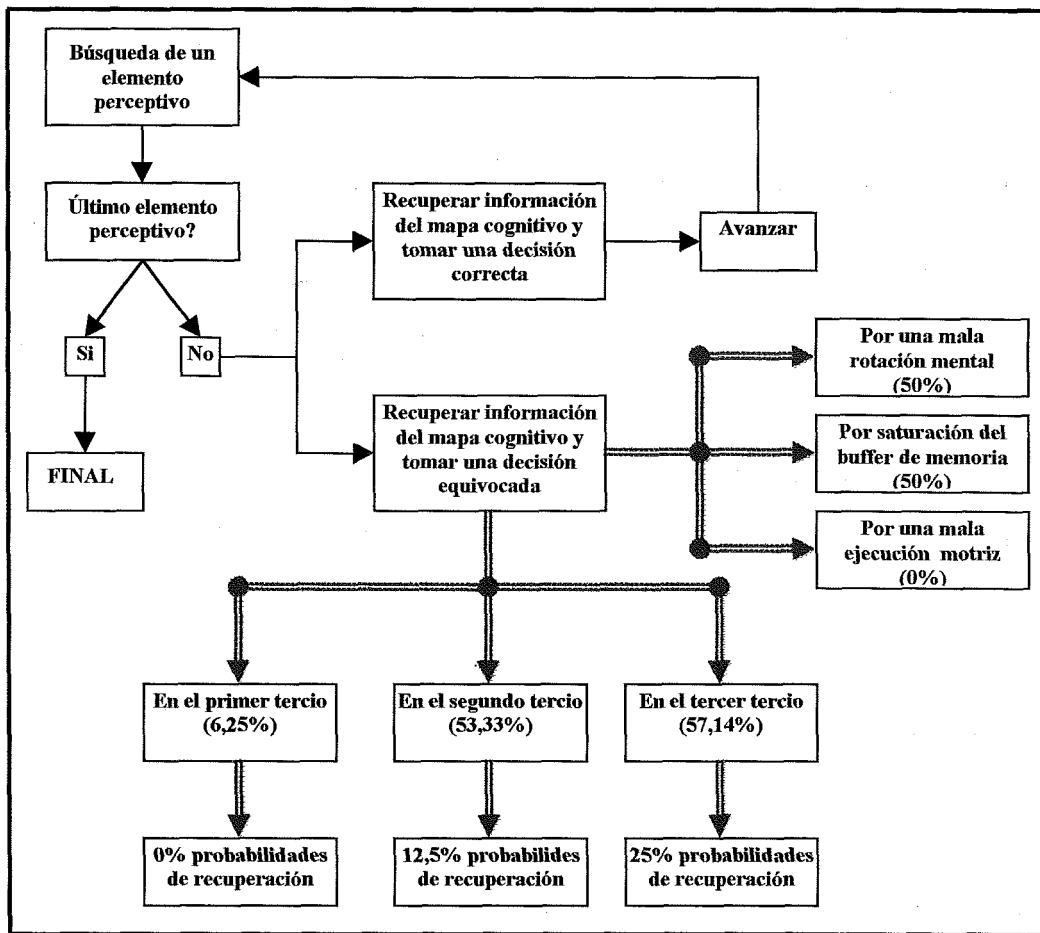 Búsqueda de un
elemento
perceptivo
Último elemento
perceptivo?
Si
No
FINAL
Recuperar información
del mapa cognitivo y
tomar una decisión
correcta
Avanzar
Recuperar información
del mapa cognitivo y
tomar una decisión
equivocada
Por una mala
rotación mental
(50%)
Por saturación del
buffer de memoria
(50%)
Por una mala
ejecución motriz
(0%)
En el primer tercio
(6,25%)
En el segundo tercio
(53,33%)
En el tercer tercio
(57,14%)
0% probabilidades
de recuperación
12,5% probabilides
de recuperación
25% probabilidades
de recuperación